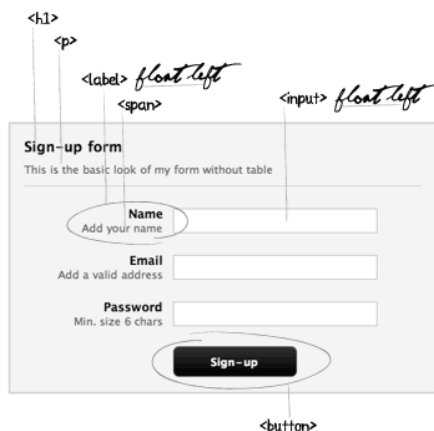 <h1>
<p>
<label> float left
<span>
<input> float left
Sign-up form
This is the basic look of my form without table
Name
Add your name
Email
Add a valid address
Password
Min. size 6 chars
Sign-up
<button>